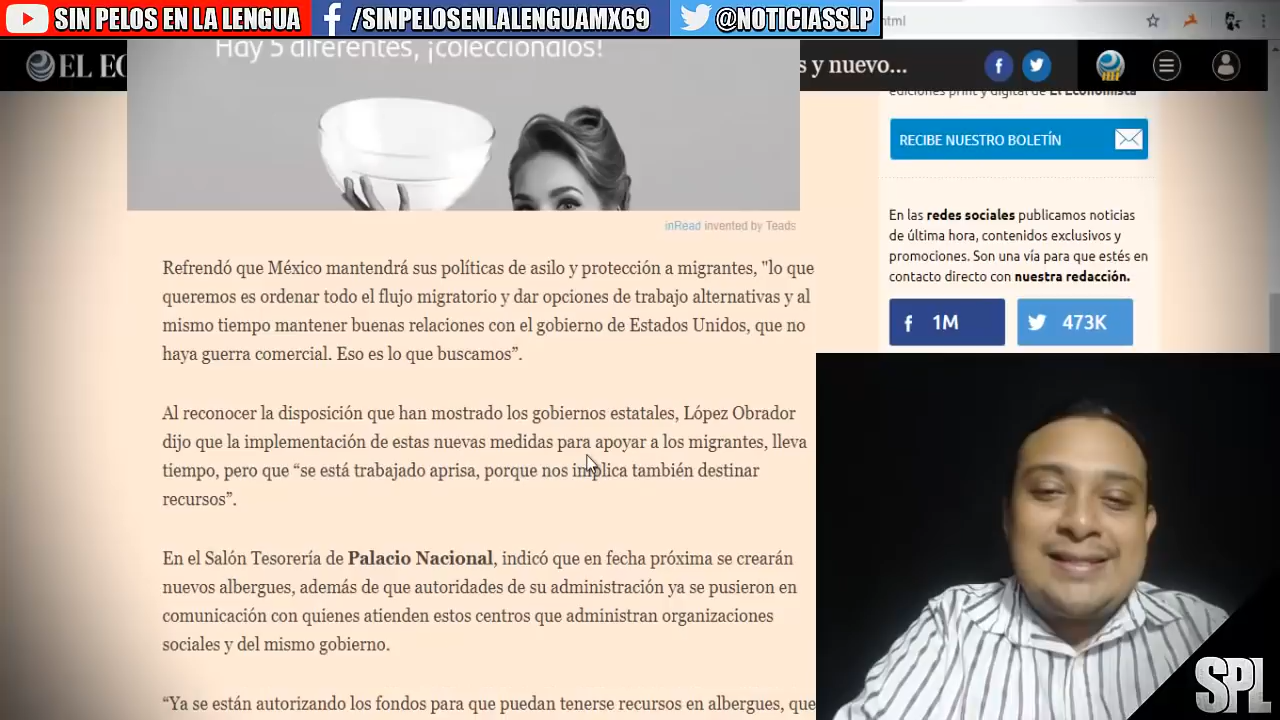 SIN PELOS EN LA LENGUA
/SINPELOSENLALENGUAMX69
@NOTICIASSLP
html
EL EC
s y nuevo...
Hay 5 diferentes, ¡colecciónalos!
ediciones print y digital de El Economista
RECIBE NUESTRO BOLETÍN
inRead invented by Teads
En las redes sociales publicamos noticias
de última hora, contenidos exclusivos y
promociones. Son una vía para que estés en
contacto directo con nuestra redacción.
1M
473K
Refrendó que México mantendrá sus políticas de asilo y protección a migrantes, "lo que
queremos es ordenar todo el flujo migratorio y dar opciones de trabajo alternativas y al
mismo tiempo mantener buenas relaciones con el gobierno de Estados Unidos, que no
haya guerra comercial. Eso es lo que buscamos”.
Al reconocer la disposición que han mostrado los gobiernos estatales, López Obrador
dijo que la implementación de estas nuevas medidas para apoyar a los migrantes, lleva
tiempo, pero que “se está trabajado aprisa, porque nos implica también destinar
recursos”.
En el Salón Tesorería de Palacio Nacional, indicó que en fecha próxima se crearán
nuevos albergues, además de que autoridades de su administración ya se pusieron en
comunicación con quienes atienden estos centros que administran organizaciones
sociales y del mismo gobierno.
“Ya se están autorizando los fondos para que puedan tenerse recursos en albergues, que
SPL